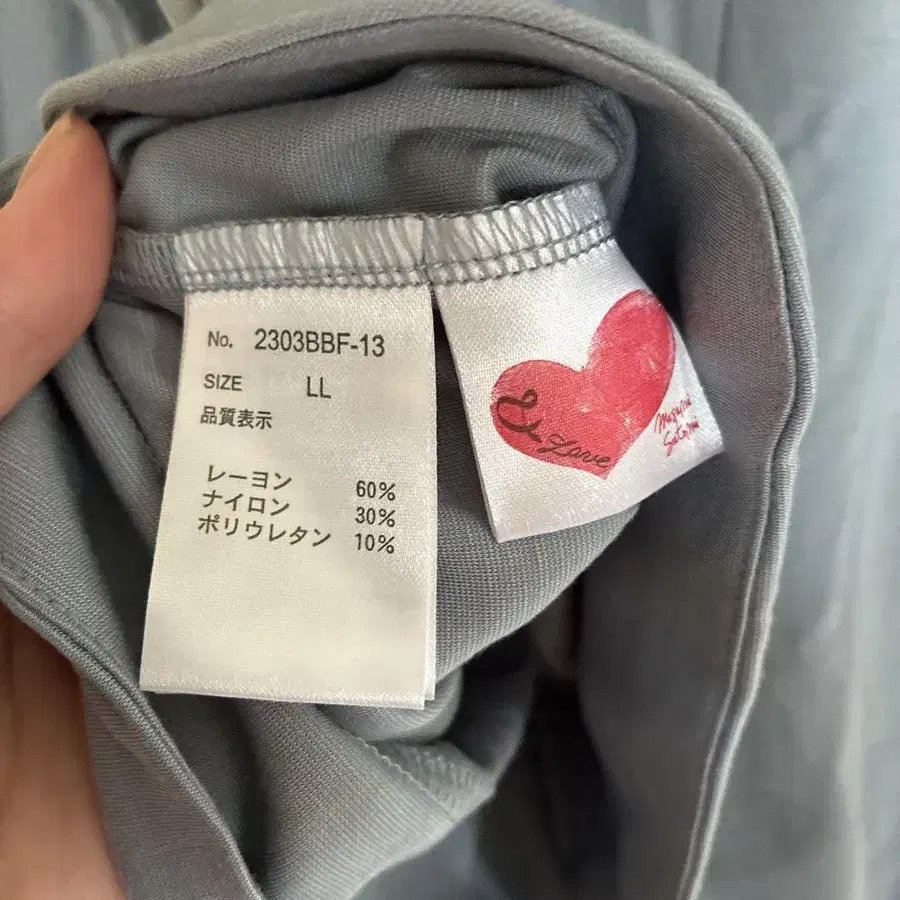 No. 2303BBF-13
SIZE LL
品質表示
レーヨン 60%
ナイロン 30%
ポリウレタン 10%
Love